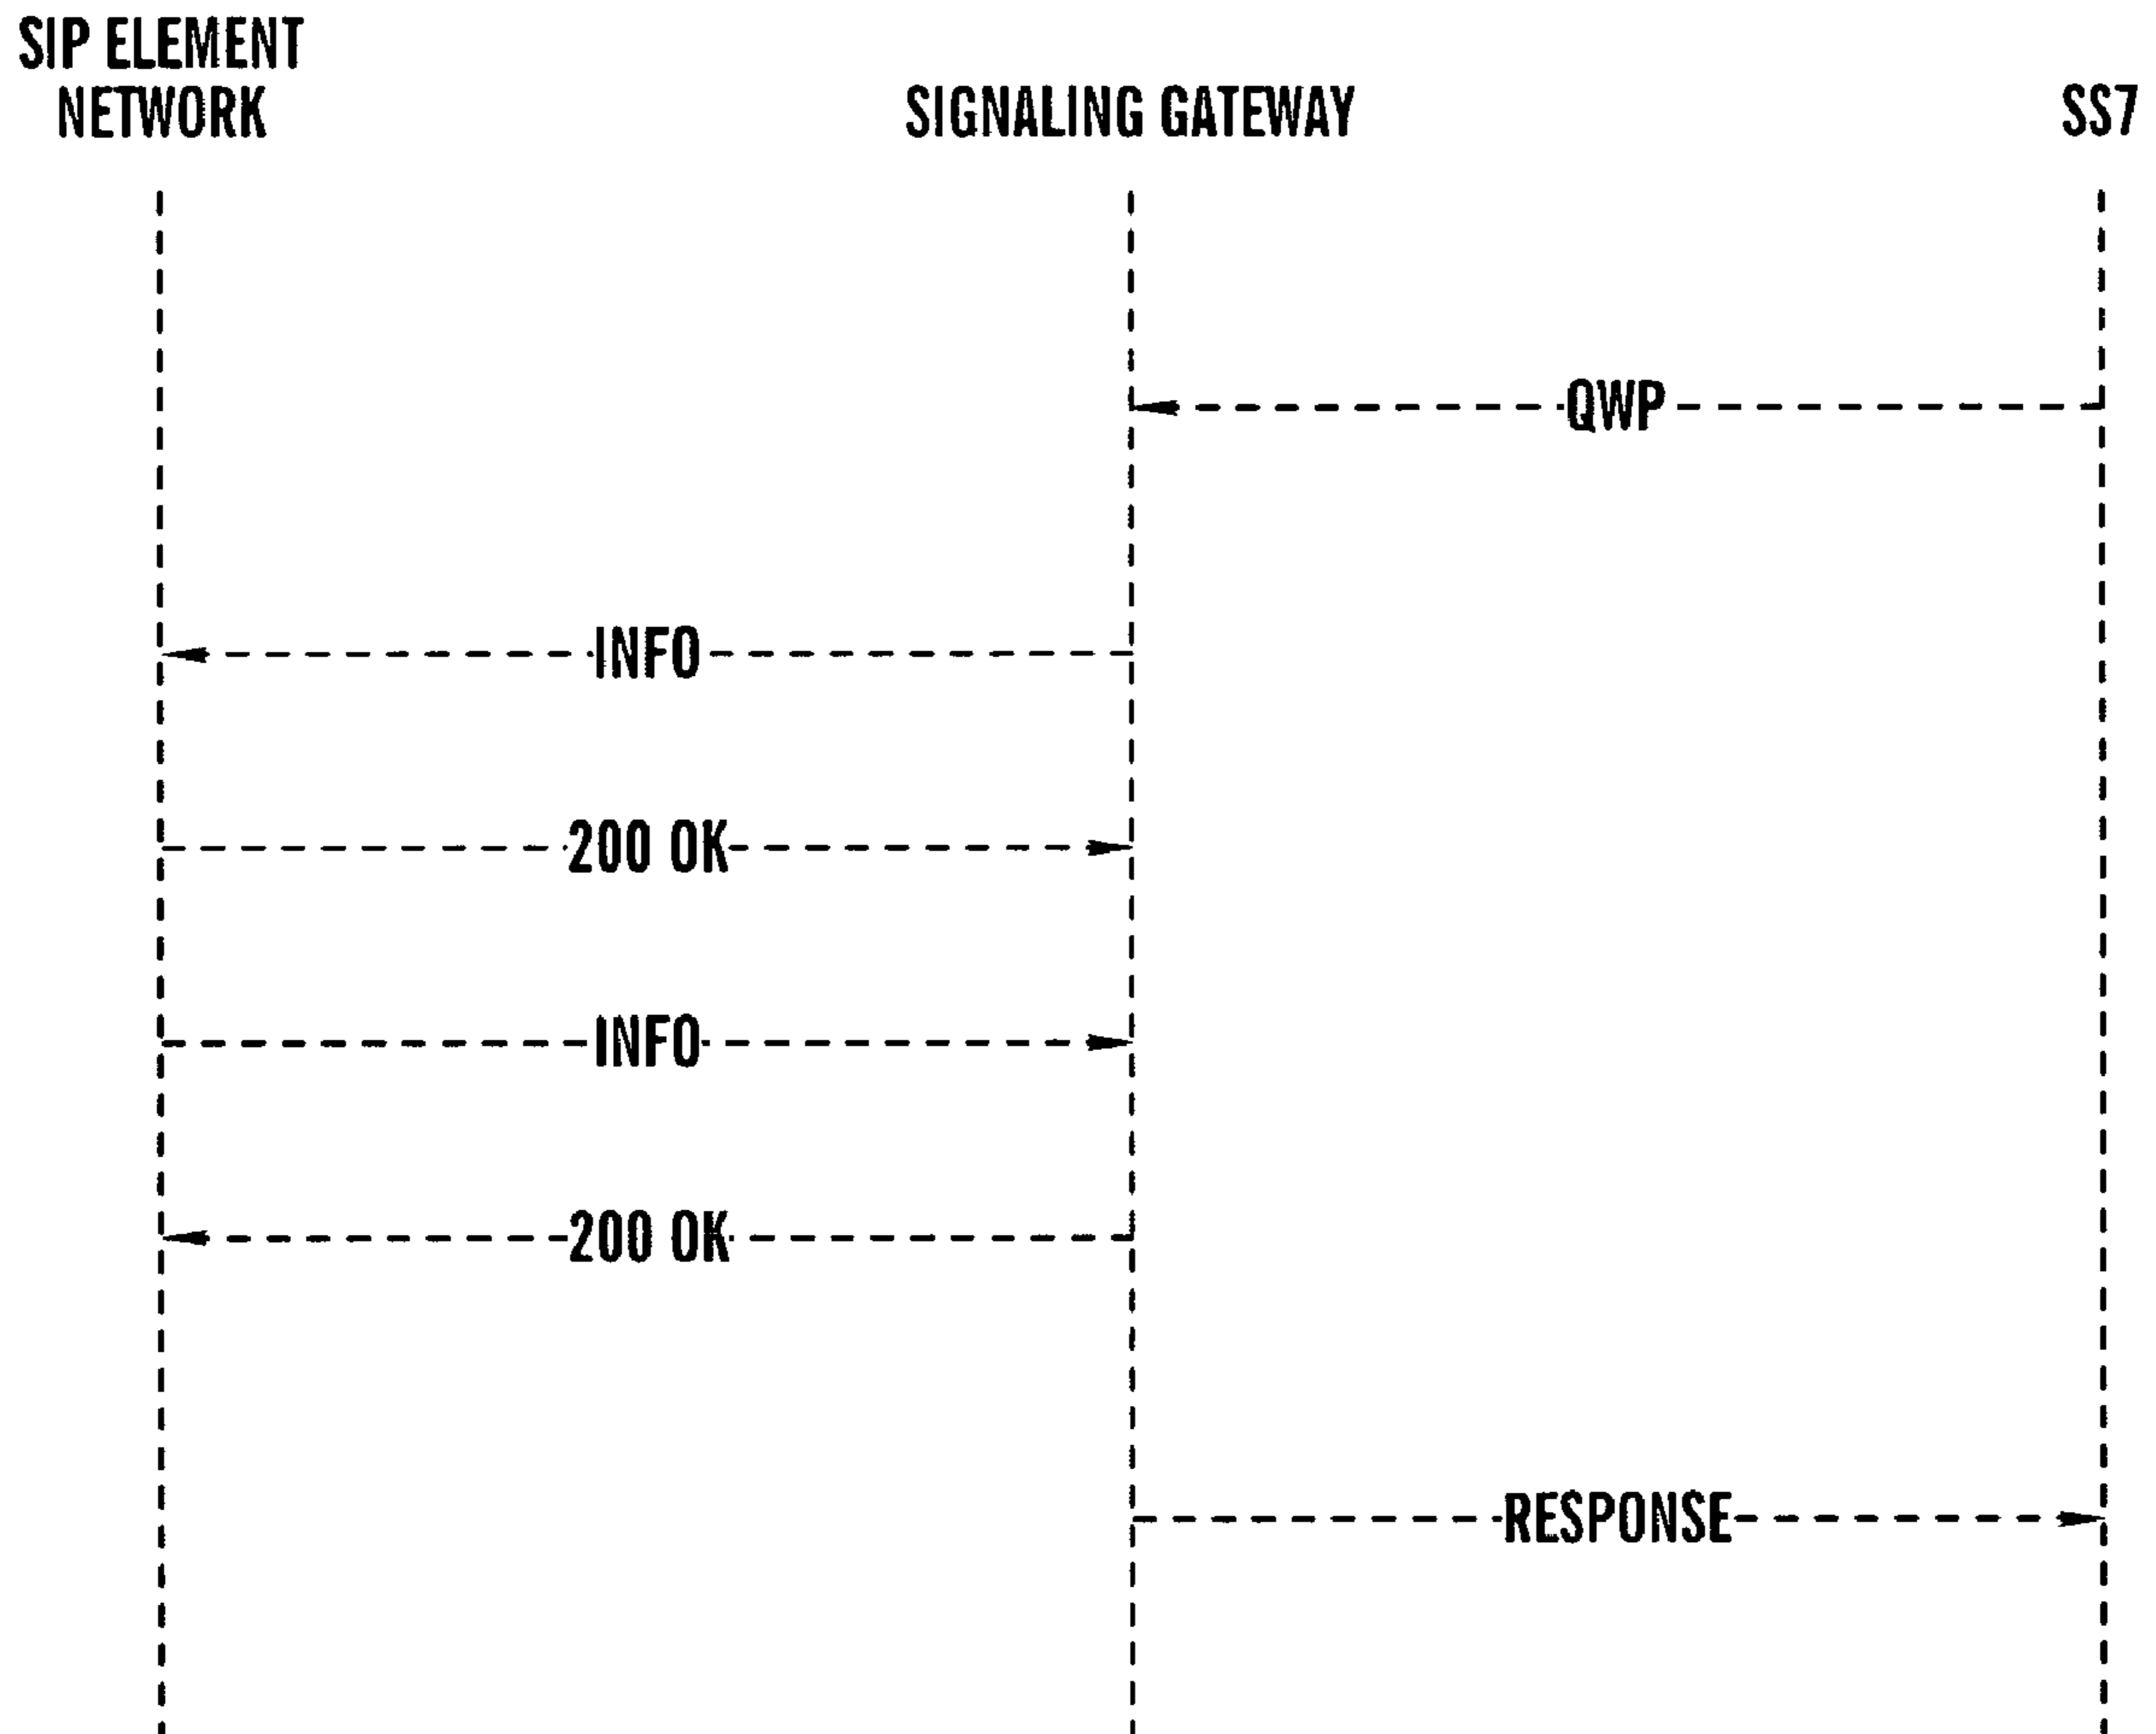 SIP ELEMENT
NETWORK
SIGNALING GATEWAY
SS7
QWP
INFO
200 OK
INFO
200 OK
RESPONSE